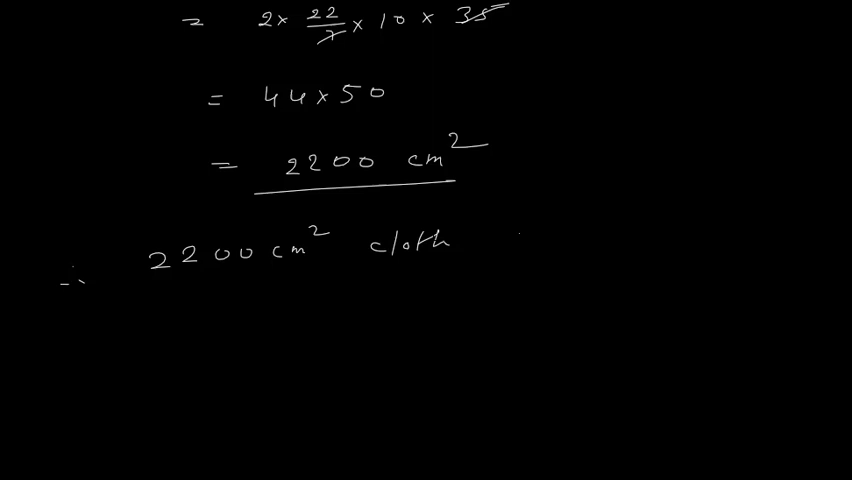 = 2 × 22/7 × 10 × 35
= 44 × 50
= 2200 cm²
∴ 2200 cm² cloth